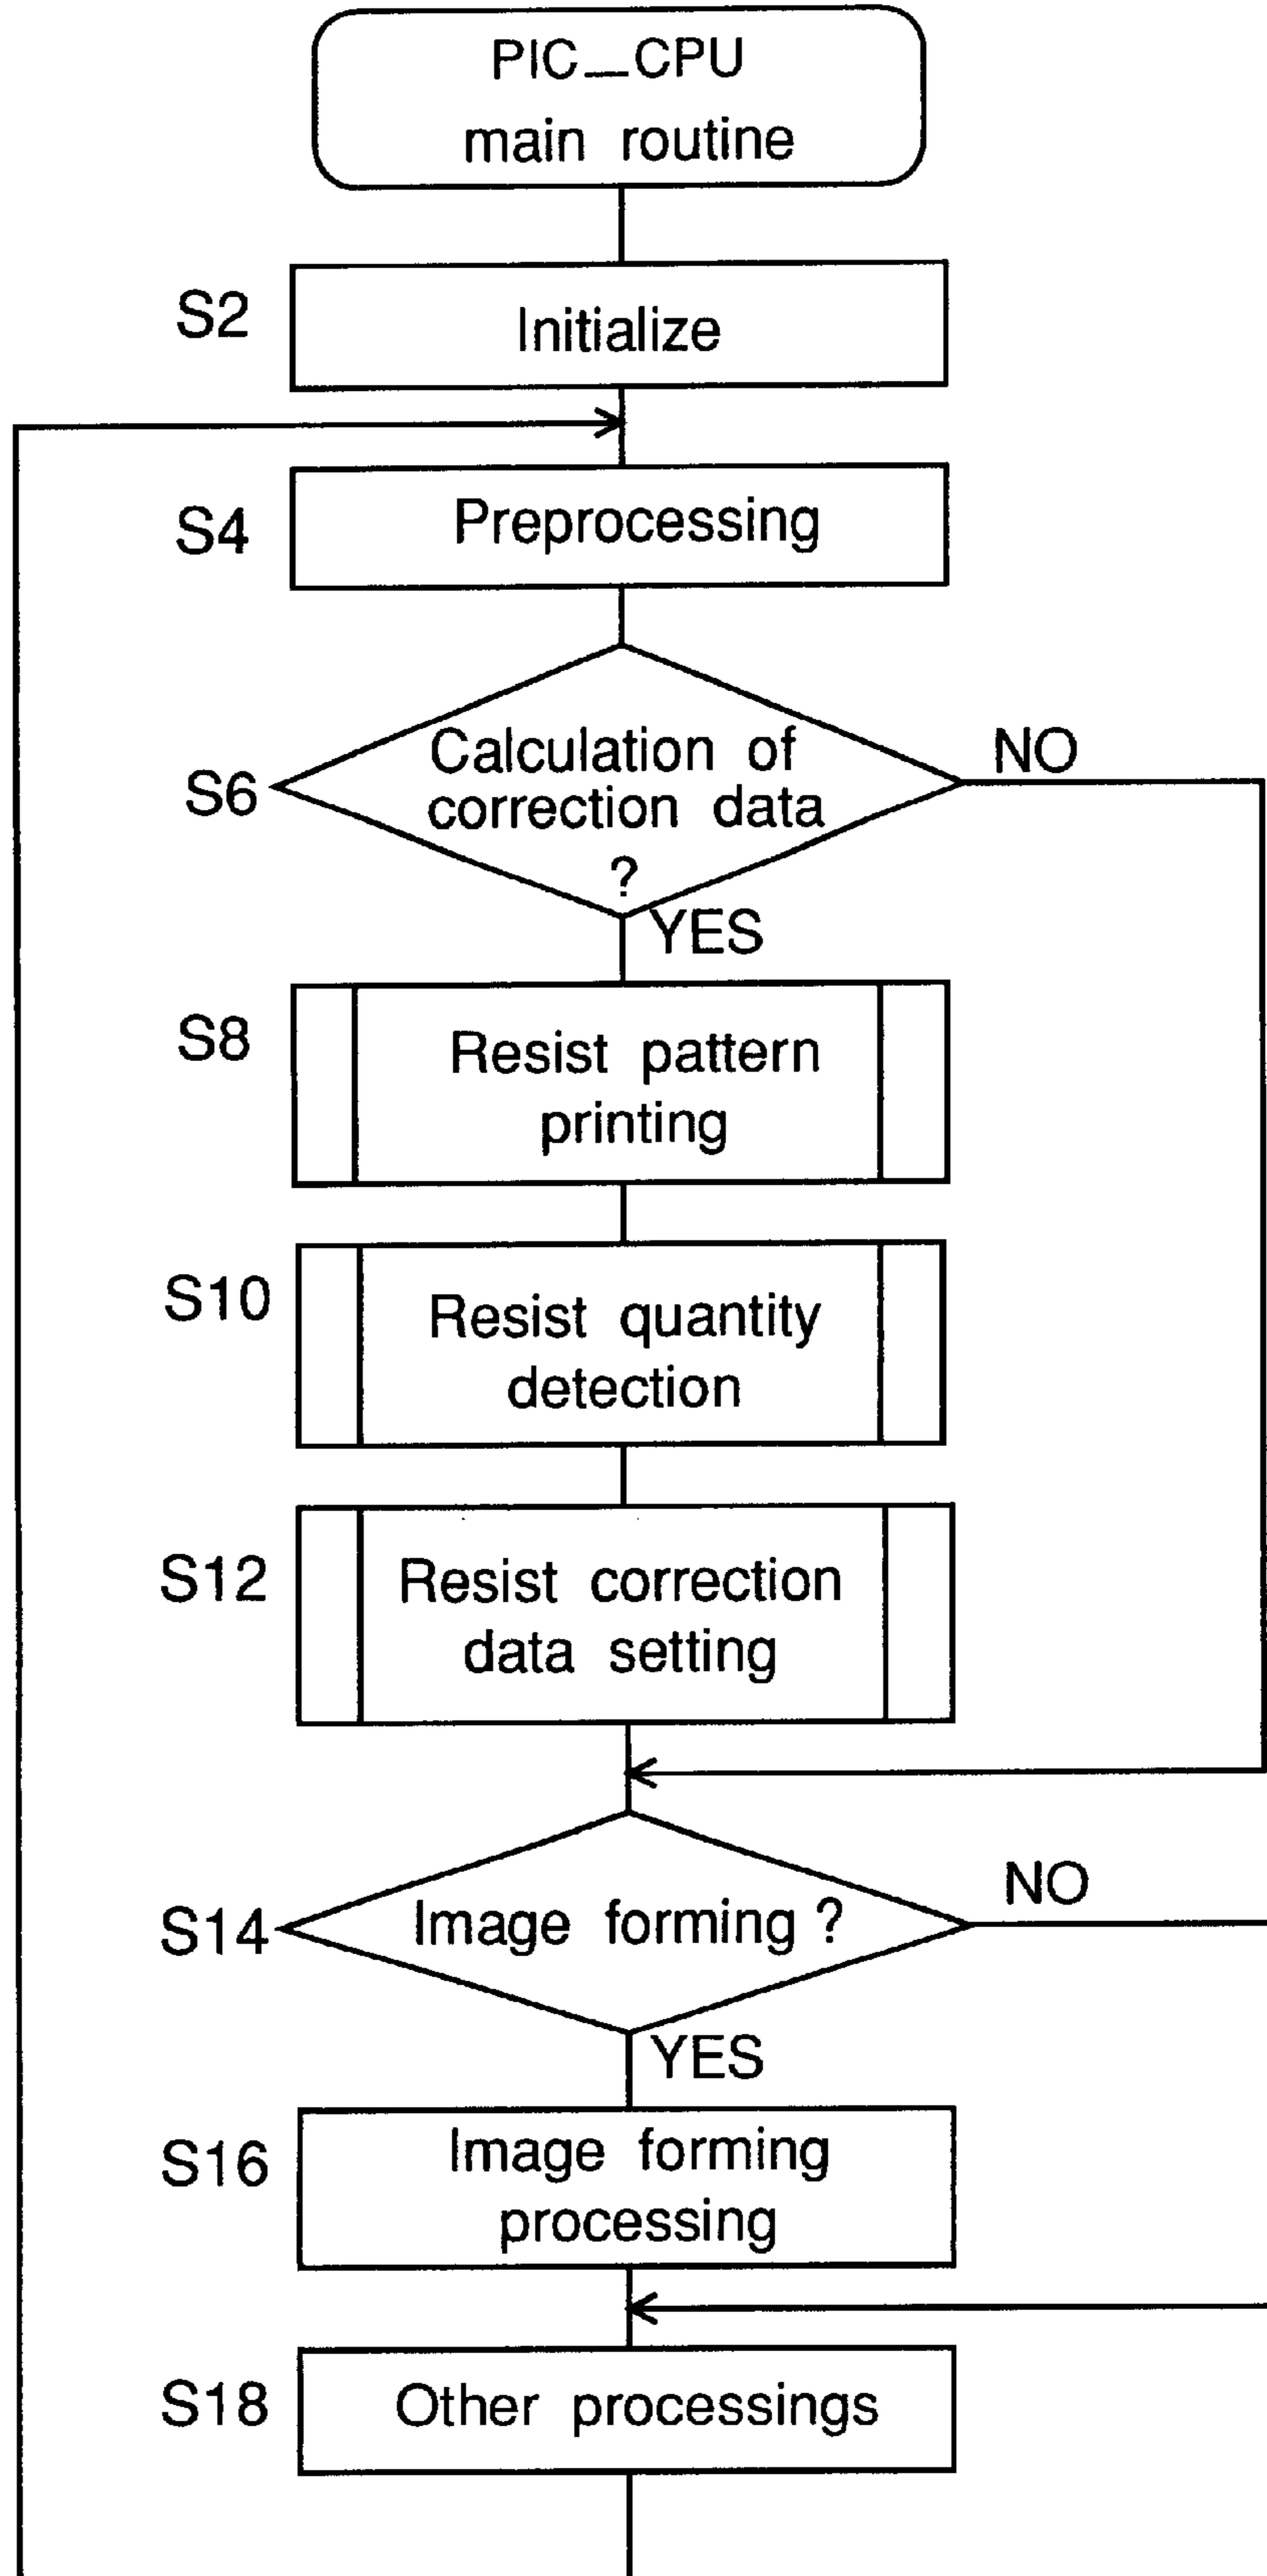 PIC_CPU
main routine
S2
Initialize
S4
Preprocessing
S6
Calculation of
correction data
?
NO
YES
S8
Resist pattern
printing
S10
Resist quantity
detection
S12
Resist correction
data setting
S14
Image forming ?
NO
YES
S16
Image forming
processing
S18
Other processings